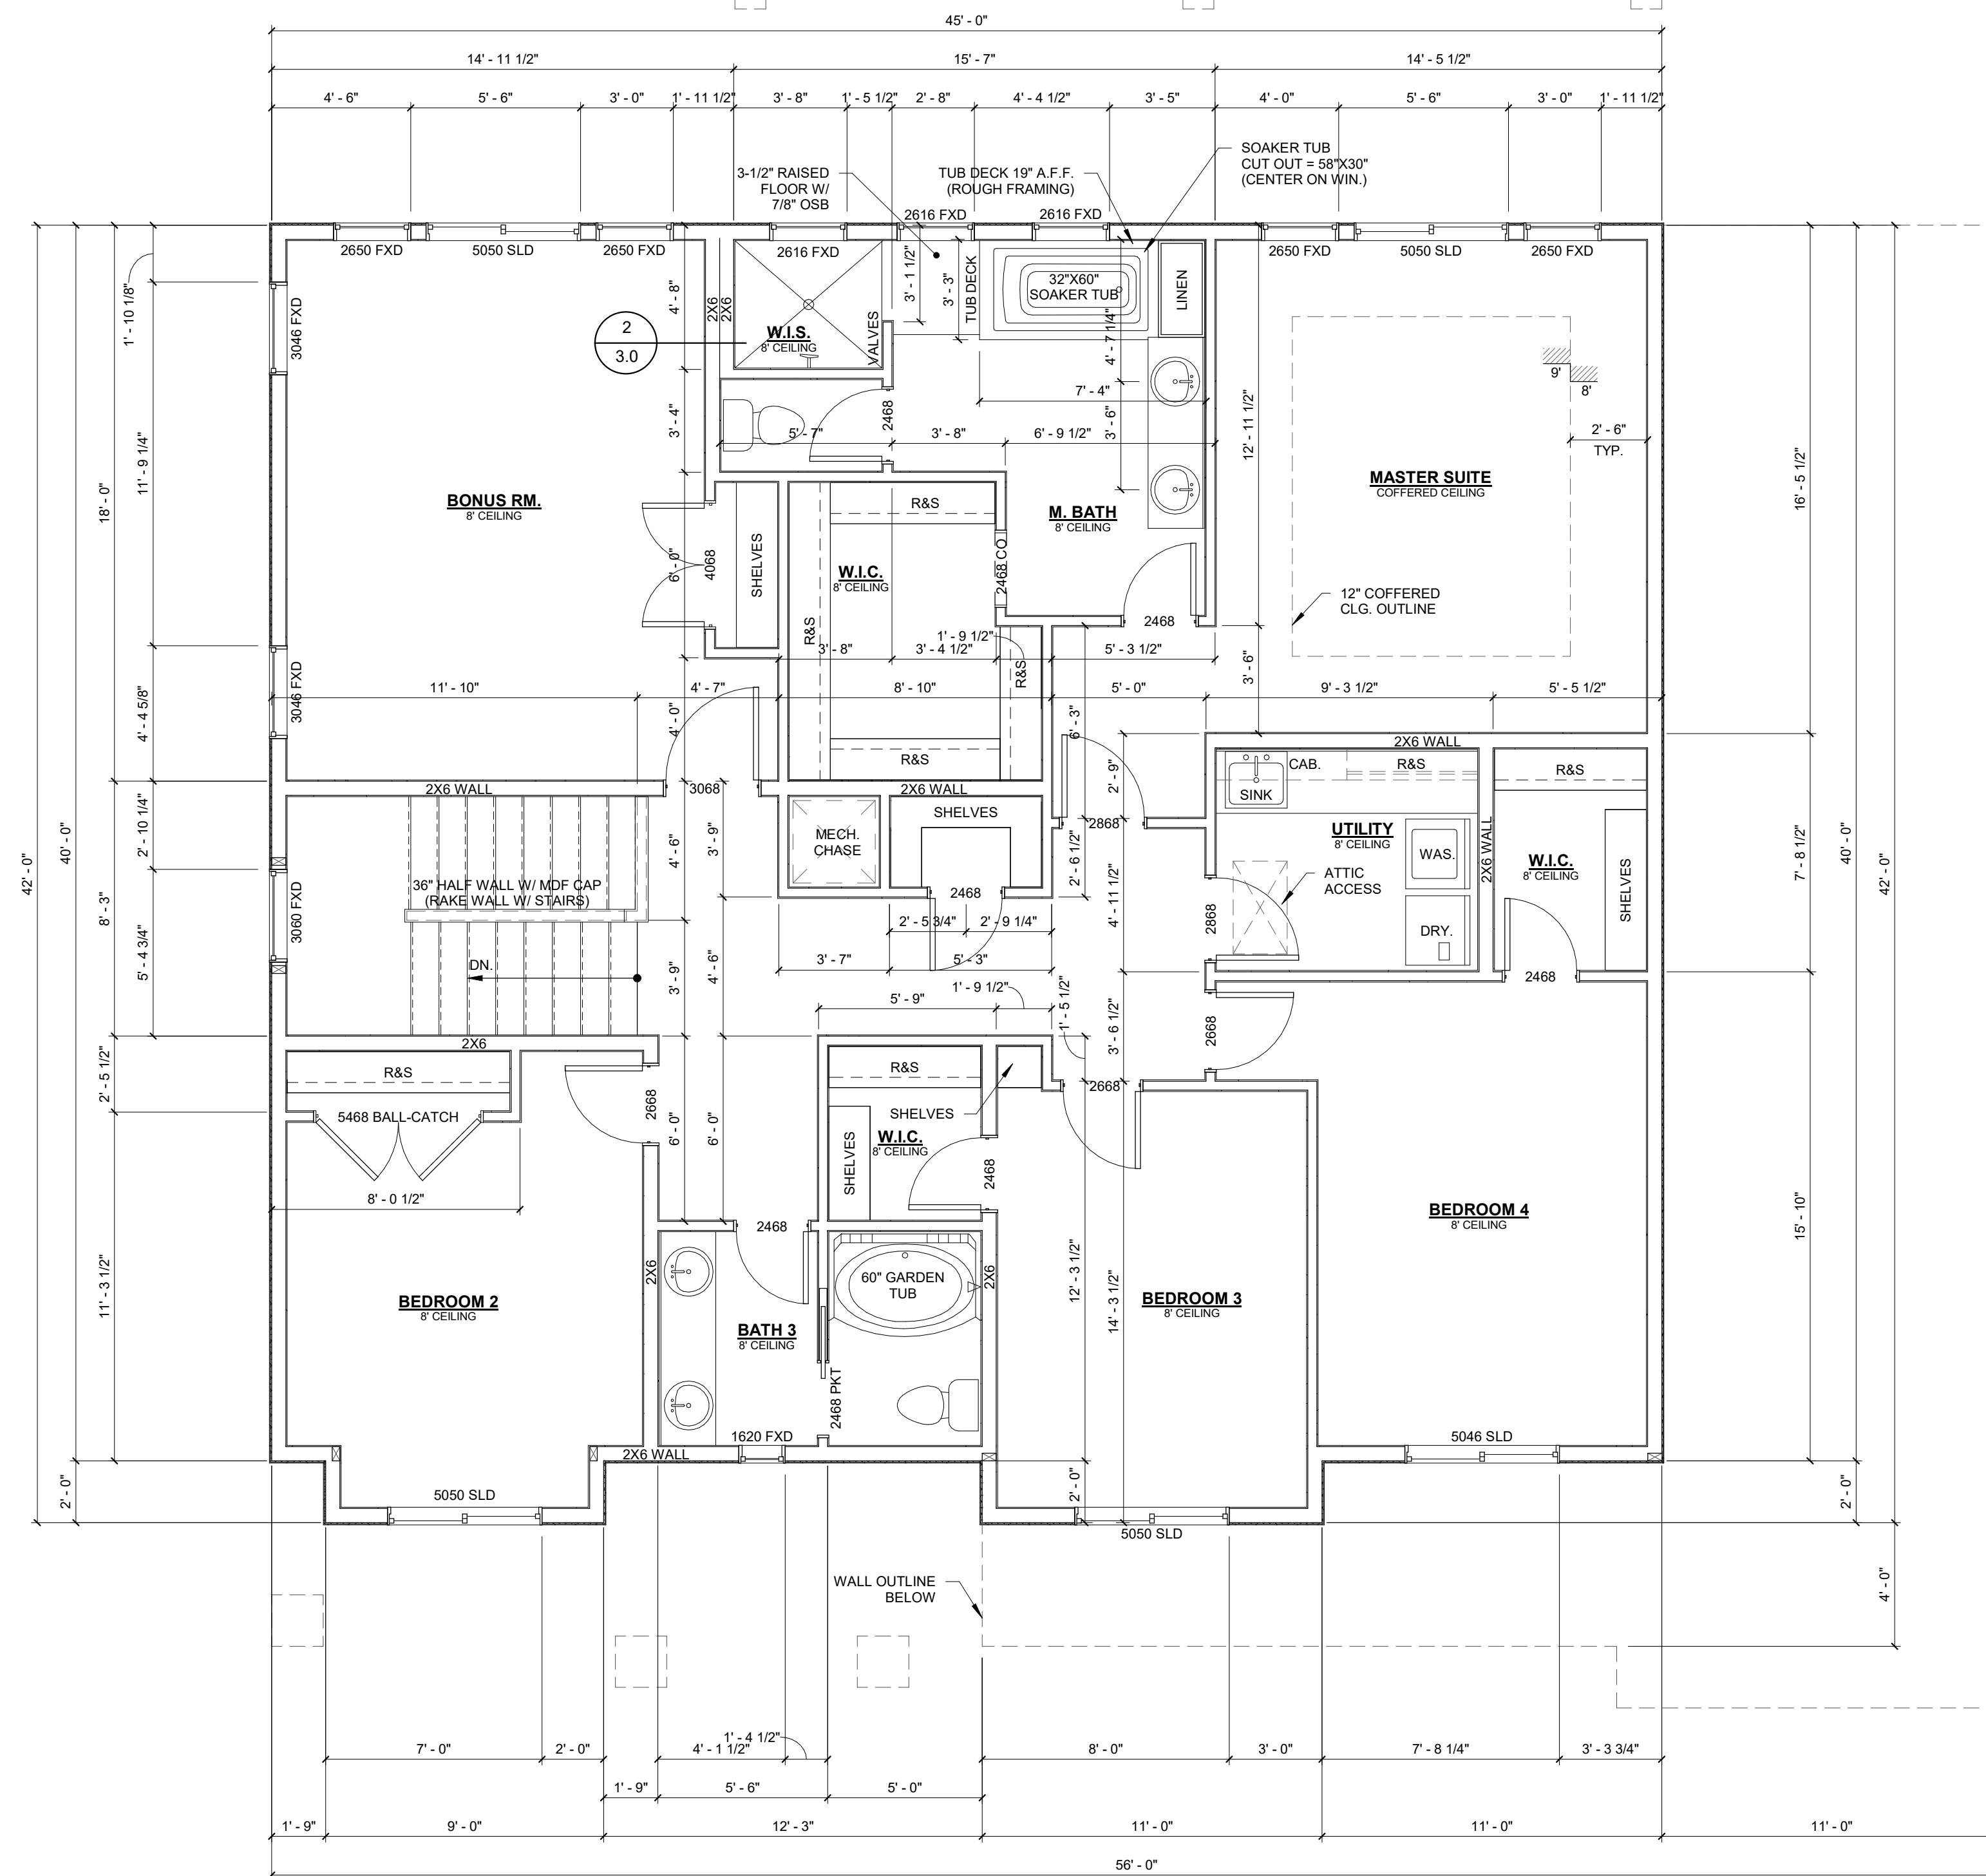 45' - 0"
14' - 11 1/2"
15' - 7"
14' - 5 1/2"
4' - 6"
5' - 6"
3' - 0"
1' - 11 1/2"
3' - 8"
1' - 5 1/2"
2' - 8"
4' - 4 1/2"
3' - 5"
4' - 0"
5' - 6"
3' - 0"
1' - 11 1/2"
3-1/2" RAISED
FLOOR W/
7/8" OSB
TUB DECK 19" A.F.F.
(ROUGH FRAMING)
SOAKER TUB
CUT OUT = 58"X30"
(CENTER ON WIN.)
2650 FXD
5050 SLD
2650 FXD
2616 FXD
2616 FXD
2616 FXD
2650 FXD
5050 SLD
2650 FXD
42' - 0"
40' - 0"
18' - 0"
8' - 3"
2' - 5 1/2"
11' - 3 1/2"
2' - 0"
1' - 10 1/8"
11' - 9 1/4"
4' - 4 5/8"
2' - 10 1/4"
5' - 4 3/4"
3046 FXD
3046 FXD
3060 FXD
BONUS RM.
8' CEILING
4' - 8"
3' - 4"
6' - 0"
4' - 0"
2X6
2X6
2
3.0
W.I.S.
8' CEILING
VALVES
3' - 1 1/2"
3' - 3"
TUB DECK
32"X60"
SOAKER TUB
LINEN
4' - 7 1/4"
3' - 6"
7' - 4"
2468
5' - 7"
3' - 8"
6' - 9 1/2"
M. BATH
8' CEILING
2468
12' - 11 1/2"
3' - 6"
MASTER SUITE
COFFERED CEILING
9'
8'
2' - 6"
TYP.
12" COFFERED
CLG. OUTLINE
4068
SHELVES
R&S
R&S
W.I.C.
8' CEILING
2468 CO
1' - 9 1/2"
R&S
R&S
3' - 8"
3' - 4 1/2"
5' - 3 1/2"
11' - 10"
4' - 7"
8' - 10"
5' - 0"
9' - 3 1/2"
5' - 5 1/2"
16' - 5 1/2"
7' - 8 1/2"
15' - 10"
40' - 0"
2' - 0"
42' - 0"
4' - 0"
2X6 WALL
3068
2X6 WALL
2X6 WALL
6' - 3"
2' - 6 1/2"
2' - 9"
4' - 11 1/2"
3' - 6 1/2"
1' - 5 1/2"
2868
2868
2668
SINK
CAB.
R&S
UTILITY
8' CEILING
ATTIC
ACCESS
WAS.
DRY.
2X6 WALL
R&S
W.I.C.
8' CEILING
SHELVES
2468
36" HALF WALL W/ MDF CAP
(RAKE WALL W/ STAIRS)
DN.
4' - 6"
3' - 9"
3' - 9"
4' - 6"
MECH.
CHASE
SHELVES
2468
2' - 5 3/4"
2' - 9 1/4"
3' - 7"
5' - 3"
5' - 9"
1' - 9 1/2"
2X6
R&S
5468 BALL-CATCH
8' - 0 1/2"
2668
6' - 0"
6' - 0"
R&S
SHELVES
SHELVES
W.I.C.
8' CEILING
2468
2668
2468
BEDROOM 2
8' CEILING
2X6
BATH 3
8' CEILING
60" GARDEN
TUB
2X6
2468 PKT
1620 FXD
2X6 WALL
5050 SLD
12' - 3 1/2"
14' - 3 1/2"
2' - 0"
BEDROOM 3
8' CEILING
5050 SLD
BEDROOM 4
8' CEILING
5046 SLD
WALL OUTLINE
BELOW
7' - 0"
2' - 0"
4' - 1 1/2"
1' - 4 1/2"
8' - 0"
3' - 0"
7' - 8 1/4"
3' - 3 3/4"
1' - 9"
5' - 6"
5' - 0"
1' - 9"
9' - 0"
12' - 3"
11' - 0"
11' - 0"
11' - 0"
56' - 0"